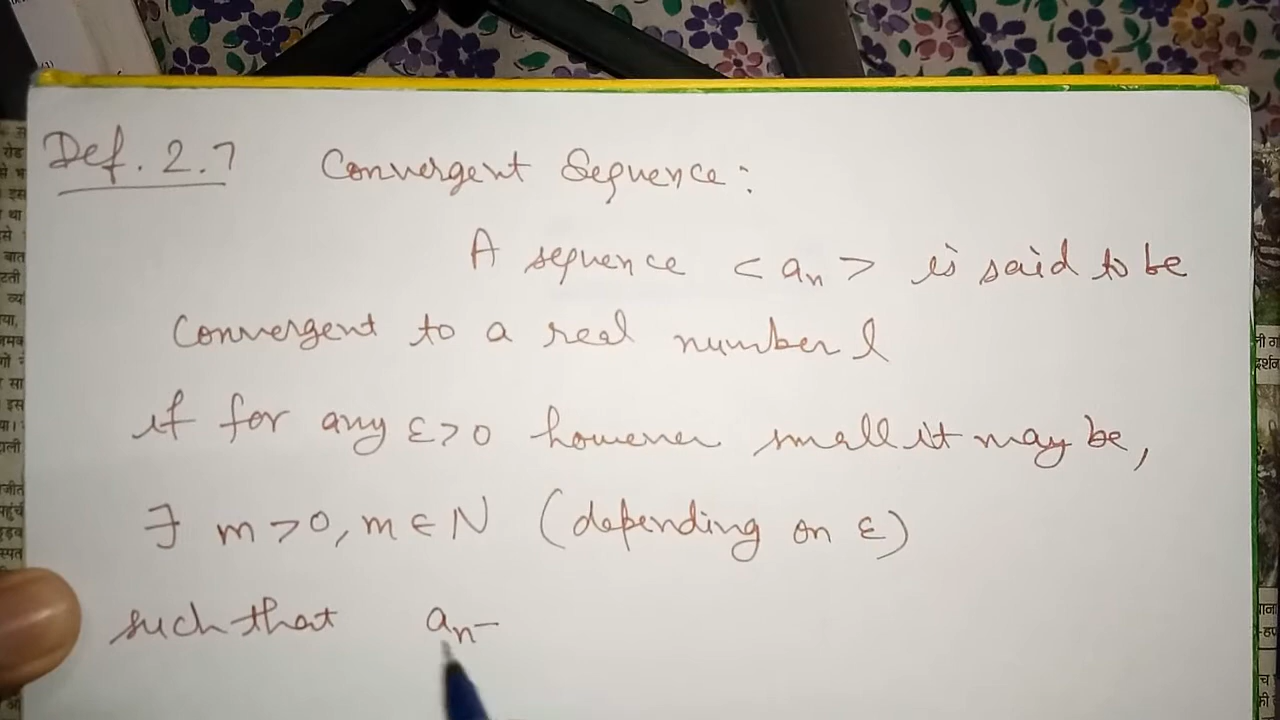 Def. 2.7 Convergent Sequence:
A sequence < aₙ > is said to be
Convergent to a real number l
if for any ε>0 however small it may be,
∃ m>0, m∈N (depending on ε)
such that aₙ-